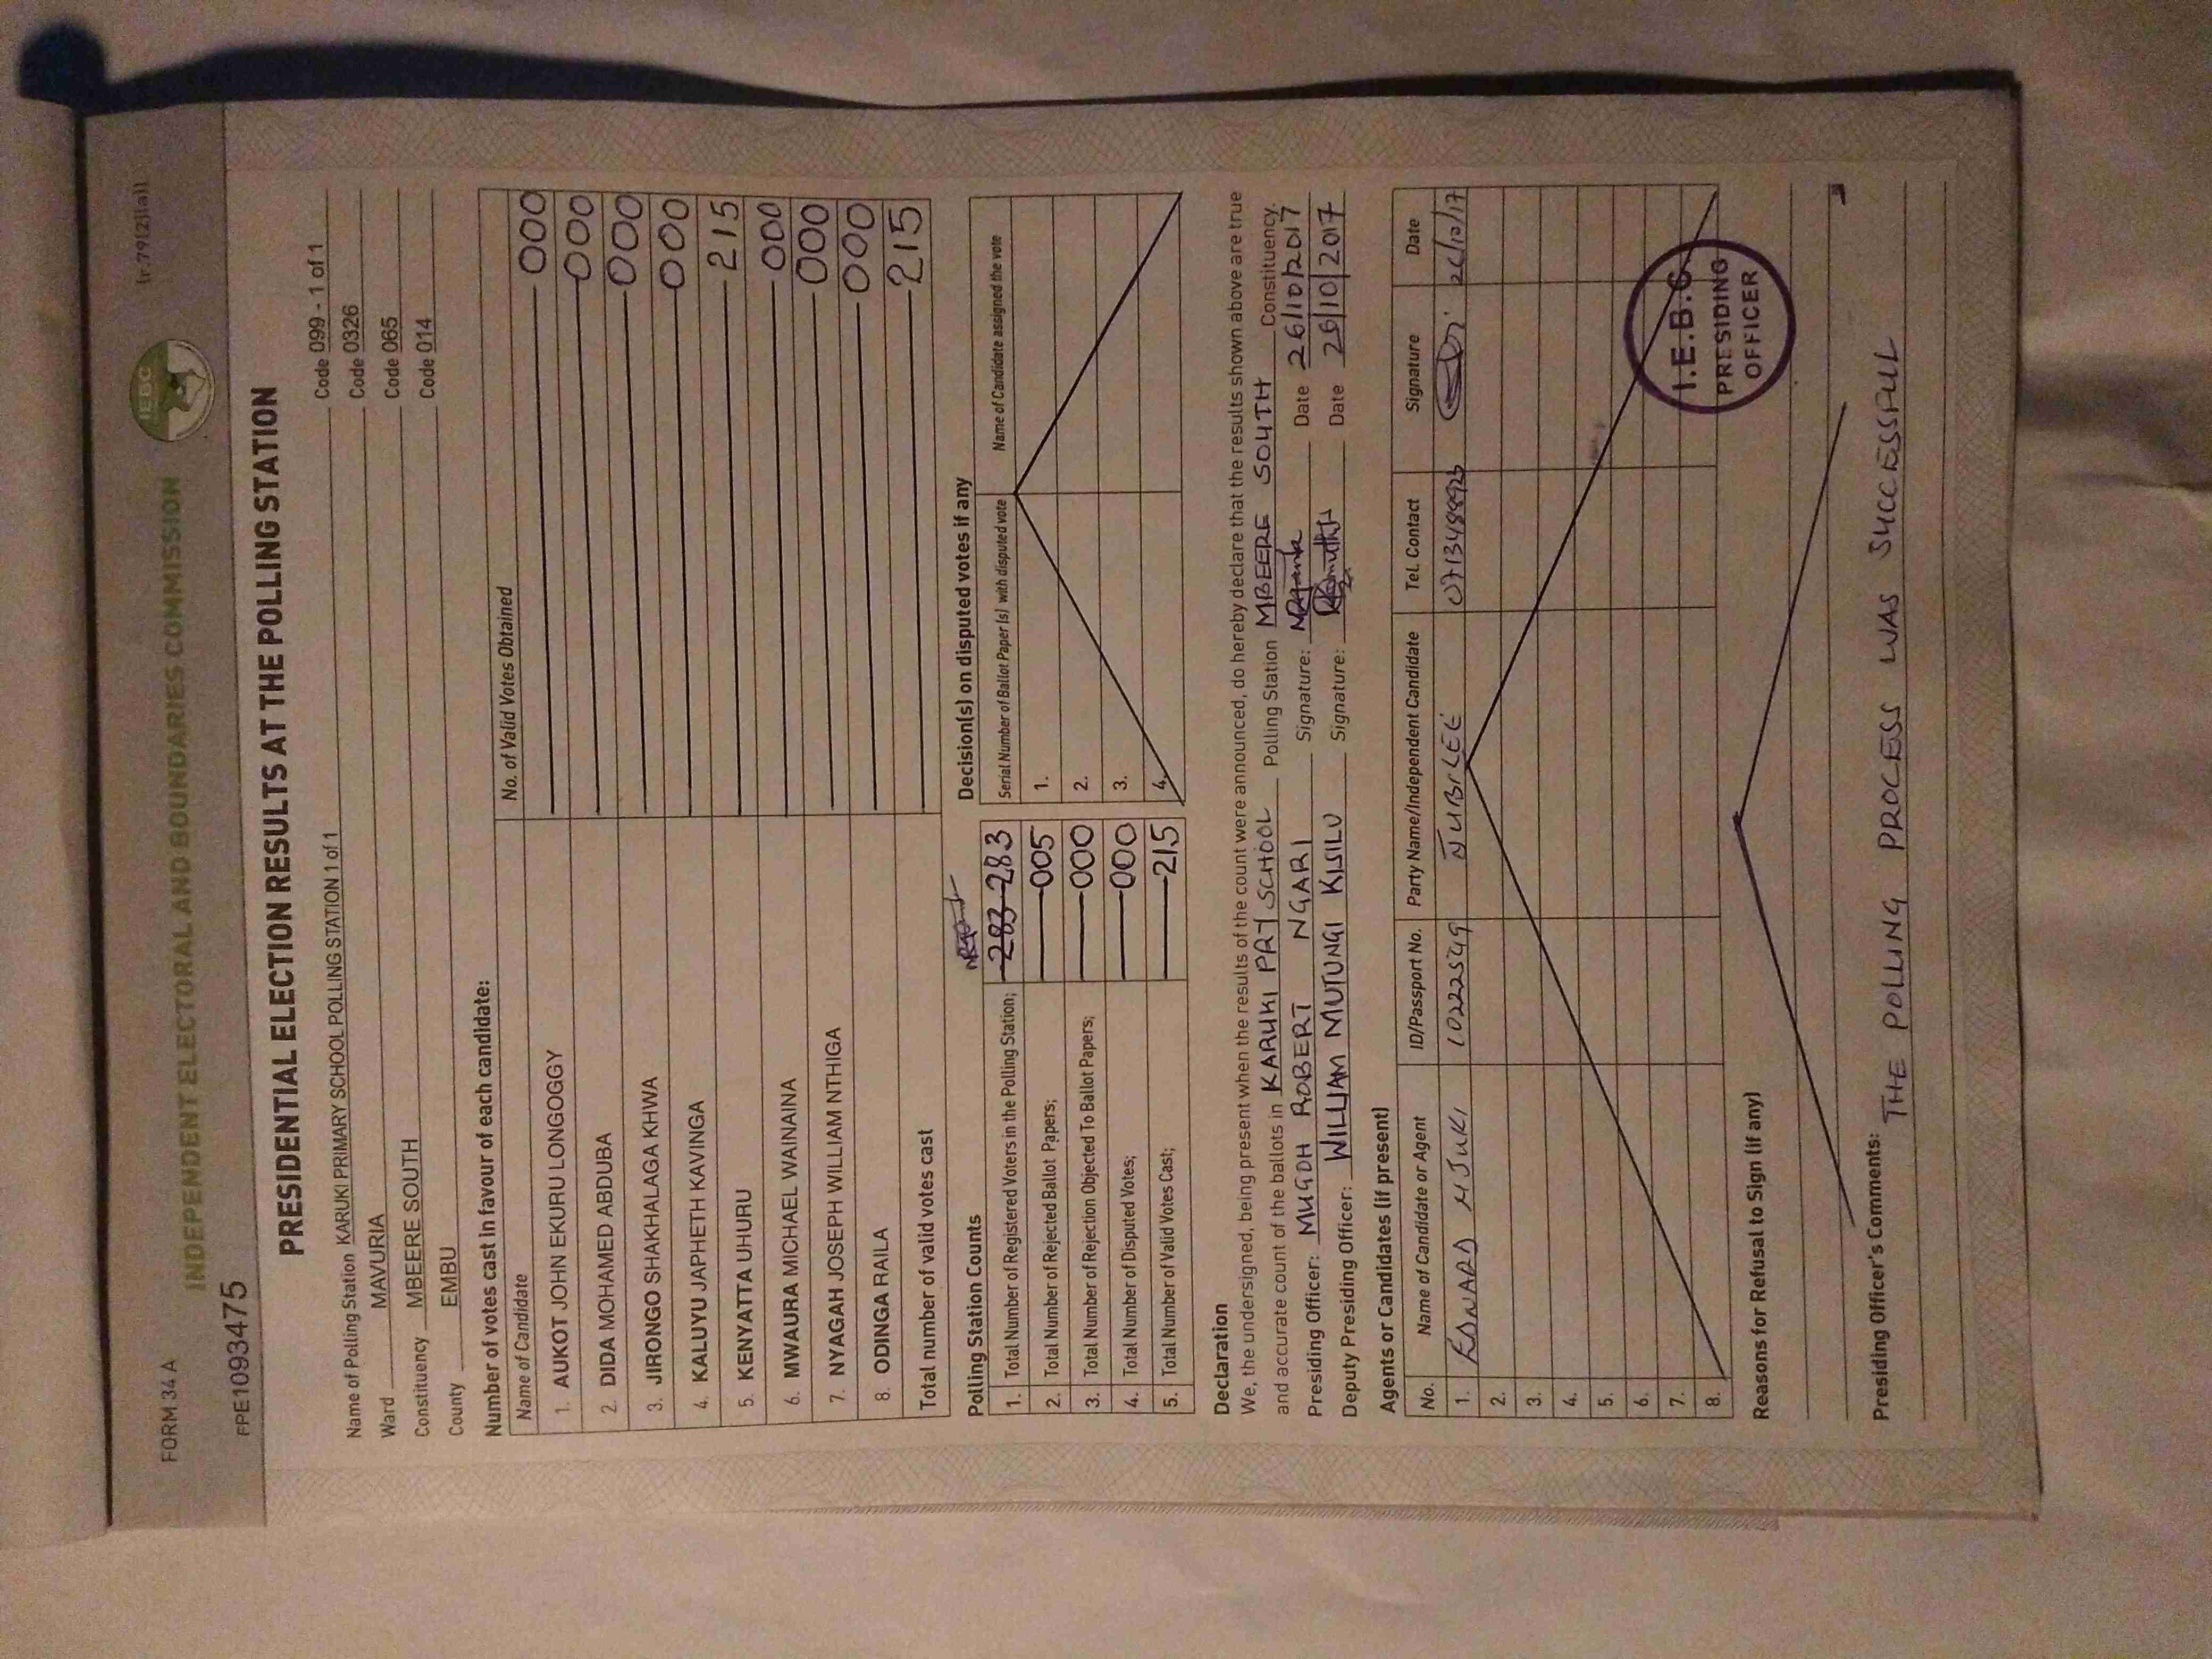 FORM 34 A
(r.79(2)(a))
INDEPENDENT ELECTORAL AND BOUNDARIES COMMISSION
IEBC
FPE1093475
PRESIDENTIAL ELECTION RESULTS AT THE POLLING STATION
Name of Polling Station KARUKI PRIMARY SCHOOL POLLING STATION 1 of 1 Code 099 - 1 of 1
Ward MAVURIA Code 0326
Constituency MBEERE SOUTH Code 065
County EMBU Code 014
Number of votes cast in favour of each candidate:
Name of Candidate No. of Valid Votes Obtained
1. AUKOT JOHN EKURU LONGOGGY 000
2. DIDA MOHAMED ABDUBA 000
3. JIRONGO SHAKHALAGA KHWA 000
4. KALUYU JAPHETH KAVINGA 000
5. KENYATTA UHURU 215
6. MWAURA MICHAEL WAINAINA 000
7. NYAGAH JOSEPH WILLIAM NTHIGA 000
8. ODINGA RAILA 000
Total number of valid votes cast 215
Polling Station Counts
1. Total Number of Registered Voters in the Polling Station; 283 283
2. Total Number of Rejected Ballot Papers; 005
3. Total Number of Rejection Objected To Ballot Papers; 000
4. Total Number of Disputed Votes; 000
5. Total Number of Valid Votes Cast; 215
Decision(s) on disputed votes if any
Serial Number of Ballot Paper (s) with disputed vote Name of Candidate assigned the vote
1.
2.
3.
4.
Declaration
We, the undersigned, being present when the results of the count were announced, do hereby declare that the results shown above are true
and accurate count of the ballots in KARUKI PRI SCHOOL Polling Station MBEERE SOUTH Constituency.
Presiding Officer: MUGOH ROBERT NGARI Signature: Date 26/10/2017
Deputy Presiding Officer: WILLIAM MUTUNGI KISILU Signature: Date 26/10/2017
Agents or Candidates (if present)
No. Name of Candidate or Agent ID/Passport No. Party Name/Independent Candidate Tel. Contact Signature Date
1. NJUKI 10222549 JUBILEE 0713488923 26/10/17
2.
3.
4.
5.
6.
7.
8.
I.E.B.C
PRESIDING
OFFICER
Reasons for Refusal to Sign (if any)
Presiding Officer's Comments:
THE POLLING PROCESS WAS SUCCESSFULL